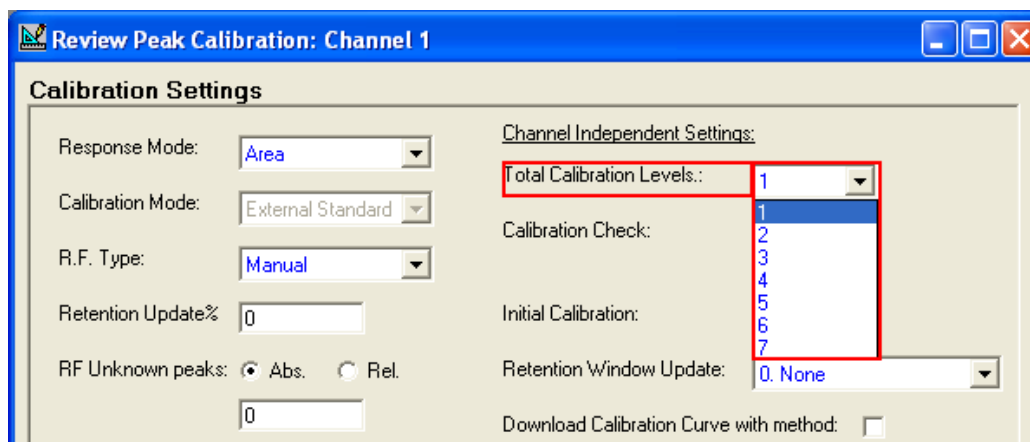 Review Peak Calibration: Channel 1
Calibration Settings
Response Mode: Area
Calibration Mode: External Standard
R.F. Type: Manual
Retention Update% 0
RF Unknown peaks: Abs. Rel.
0
Channel Independent Settings:
Total Calibration Levels.: 1
1
2
3
4
5
6
7
Calibration Check:
Initial Calibration:
Retention Window Update: 0. None
Download Calibration Curve with method: